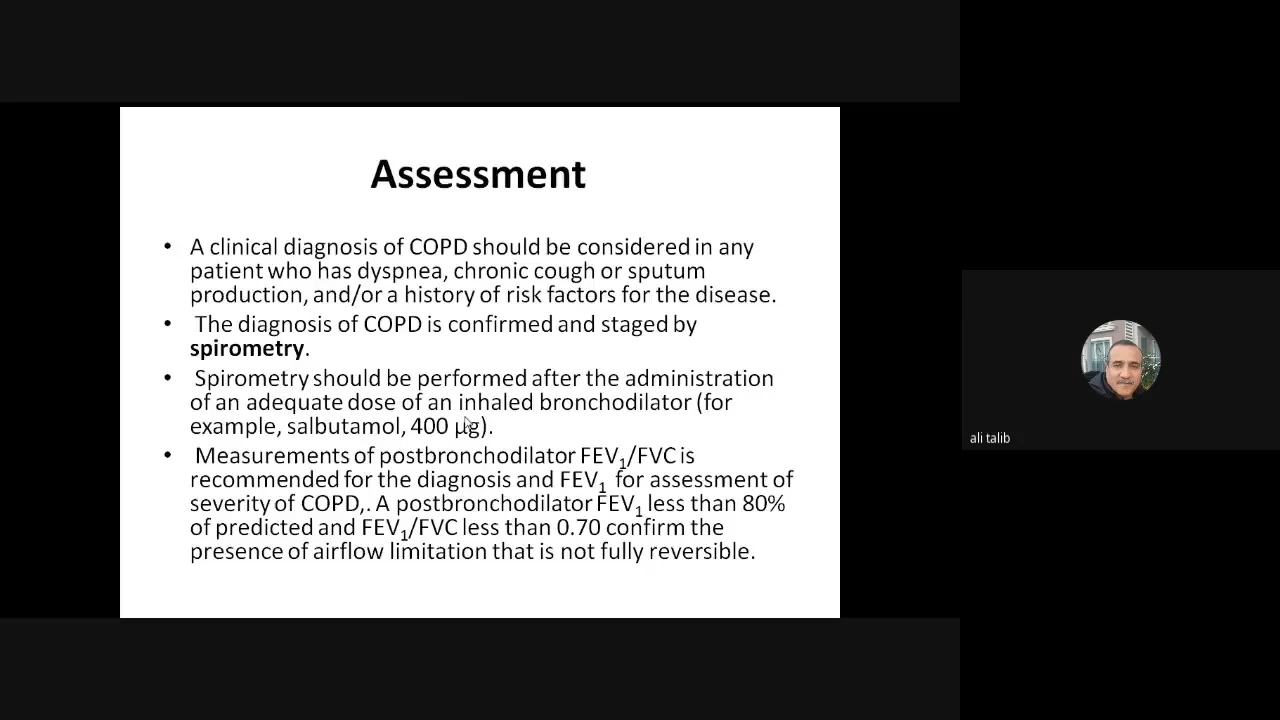 Assessment
• A clinical diagnosis of COPD should be considered in any
patient who has dyspnea, chronic cough or sputum
production, and/or a history of risk factors for the disease.
• The diagnosis of COPD is confirmed and staged by
spirometry.
• Spirometry should be performed after the administration
of an adequate dose of an inhaled bronchodilator (for
example, salbutamol, 400 µg).
• Measurements of postbronchodilator FEV₁/FVC is
recommended for the diagnosis and FEV₁ for assessment of
severity of COPD,. A postbronchodilator FEV₁ less than 80%
of predicted and FEV₁/FVC less than 0.70 confirm the
presence of airflow limitation that is not fully reversible.
ali talib